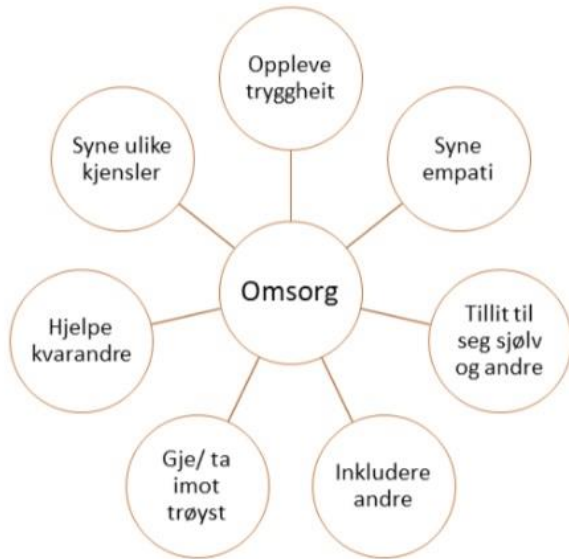 Oppleve
tryggheit
Syne
empati
Tillit til
seg sjølv
og andre
Inkludere
andre
Gje/ ta
imot
trøyst
Hjelpe
kvarandre
Syne ulike
kjensler
Omsorg